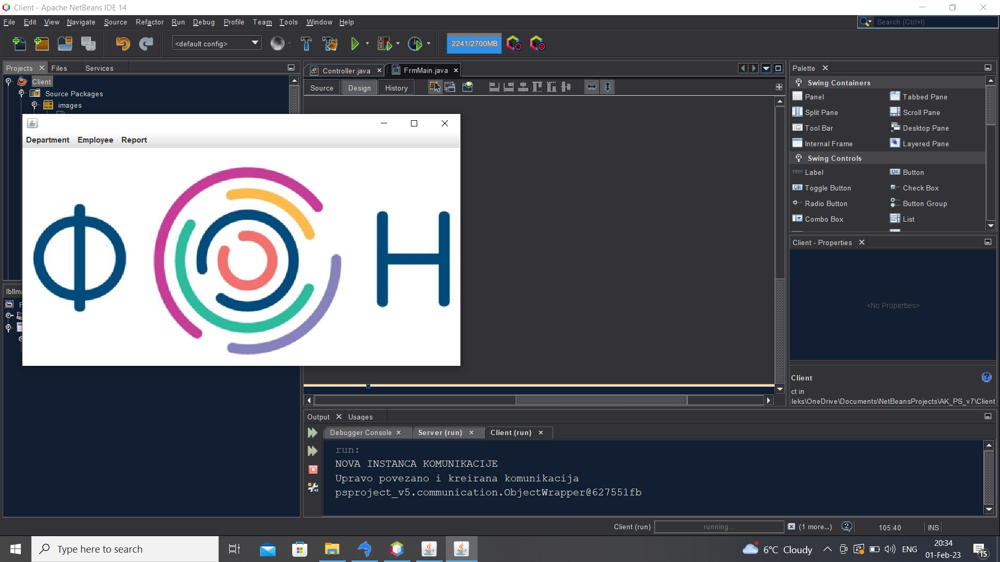 Client - Apache NetBeans IDE 14
File Edit View Navigate Source Refactor Run Debug Profile Team Tools Window Help
Search (Ctrl+I)
<default config>
2241/2700MB
Projects Files Services
Client
Source Packages
images
Controller.java FrmMain.java
Source Design History
Department Employee Report
Ф Н
Palette
Swing Containers
Panel Tabbed Pane
Split Pane Scroll Pane
Tool Bar Desktop Pane
Internal Frame Layered Pane
Swing Controls
Label Button
Toggle Button Check Box
Radio Button Button Group
Combo Box List
Client - Properties
<No Properties>
Client
ct in
leks\OneDrive\Documents\NetBeansProjects\AK_PS_v7\Client
Output Usages
Debugger Console Server (run) Client (run)
run:
NOVA INSTANCA KOMUNIKACIJE
Upravo povezano i kreirana komunikacija
psproject_v5.communication.ObjectWrapper@627551fb
Client (run) running... (1 more...) 2 105:40 INS
Type here to search
6°C Cloudy ENG
20:34
01-Feb-23
15